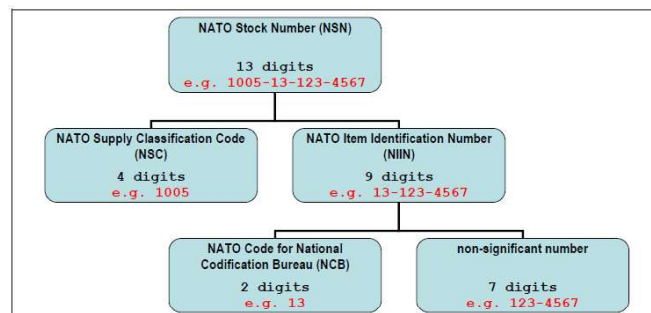 NATO Stock Number (NSN)
13 digits
e.g. 1005-13-123-4567
NATO Supply Classification Code
(NSC)
4 digits
e.g. 1005
NATO Item Identification Number
(NIIN)
9 digits
e.g. 13-123-4567
NATO Code for National
Codification Bureau (NCB)
2 digits
e.g. 13
non-significant number
7 digits
e.g. 123-4567